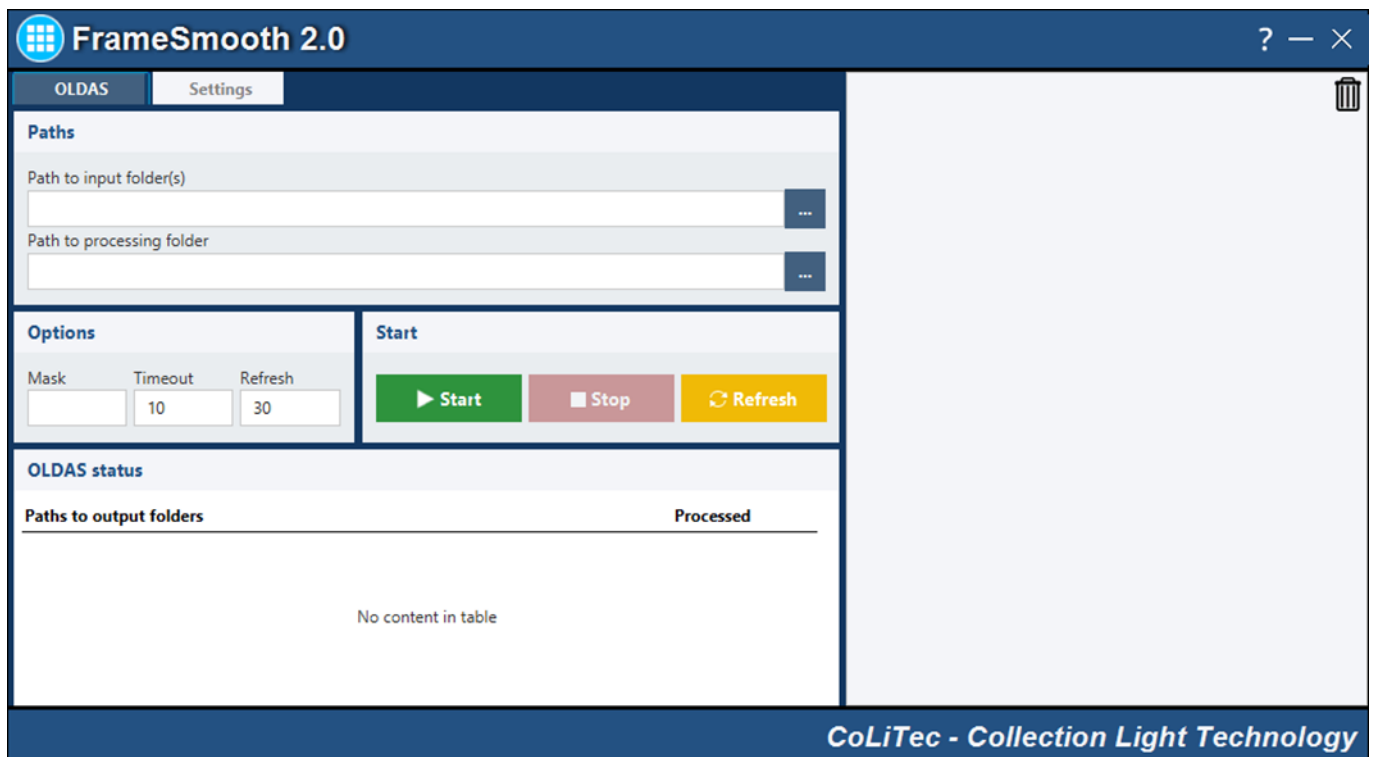 FrameSmooth 2.0
? — ×
OLDAS Settings
Paths
Path to input folder(s)
...
Path to processing folder
...
Options
Mask Timeout Refresh
10 30
Start
Start Stop Refresh
OLDAS status
Paths to output folders Processed
No content in table
CoLiTec - Collection Light Technology